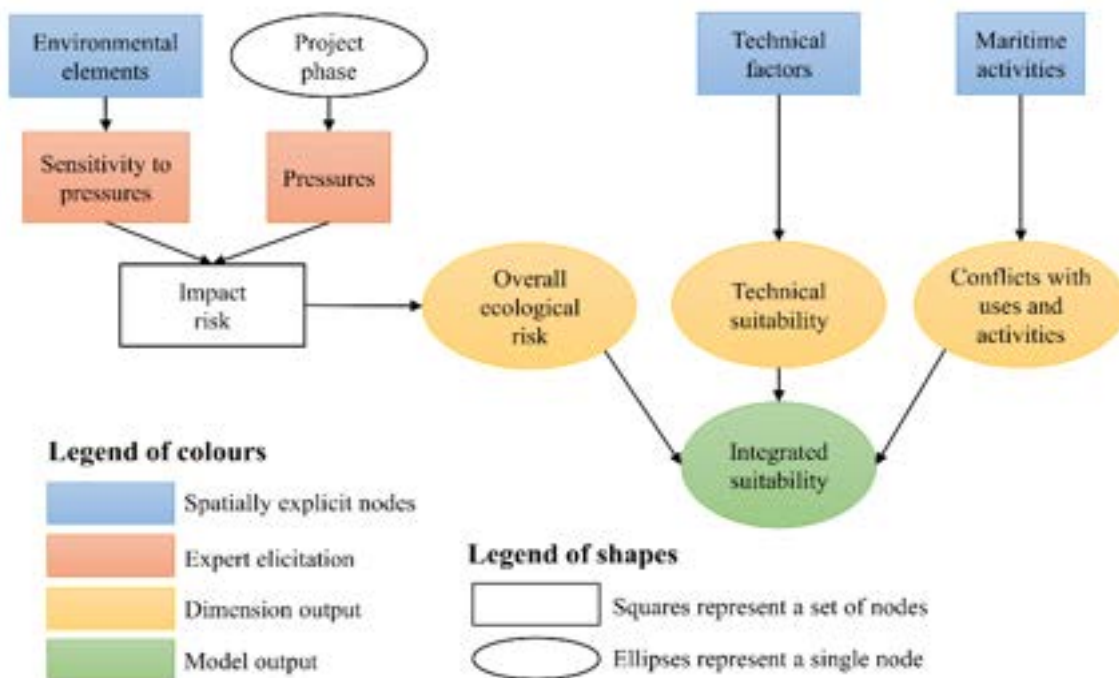 Environmental
elements
Project
phase
Technical
factors
Maritime
activities
Sensitivity to
pressures
Pressures
Impact
risk
Overall
ecological
risk
Technical
suitability
Conflicts with
uses and
activities
Integrated
suitability
Legend of colours
Spatially explicit nodes
Expert elicitation
Dimension output
Model output
Legend of shapes
Squares represent a set of nodes
Ellipses represent a single node